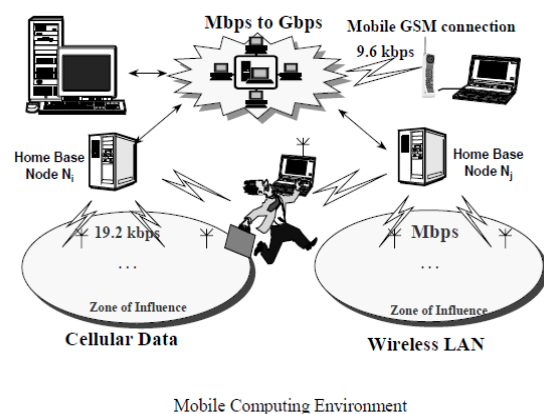 Mbps to Gbps
Mobile GSM connection
9.6 kbps
Home Base
Node Ni
Home Base
Node Nj
19.2 kbps
...
Zone of Influence
Cellular Data
Mbps
...
Zone of Influence
Wireless LAN
Mobile Computing Environment